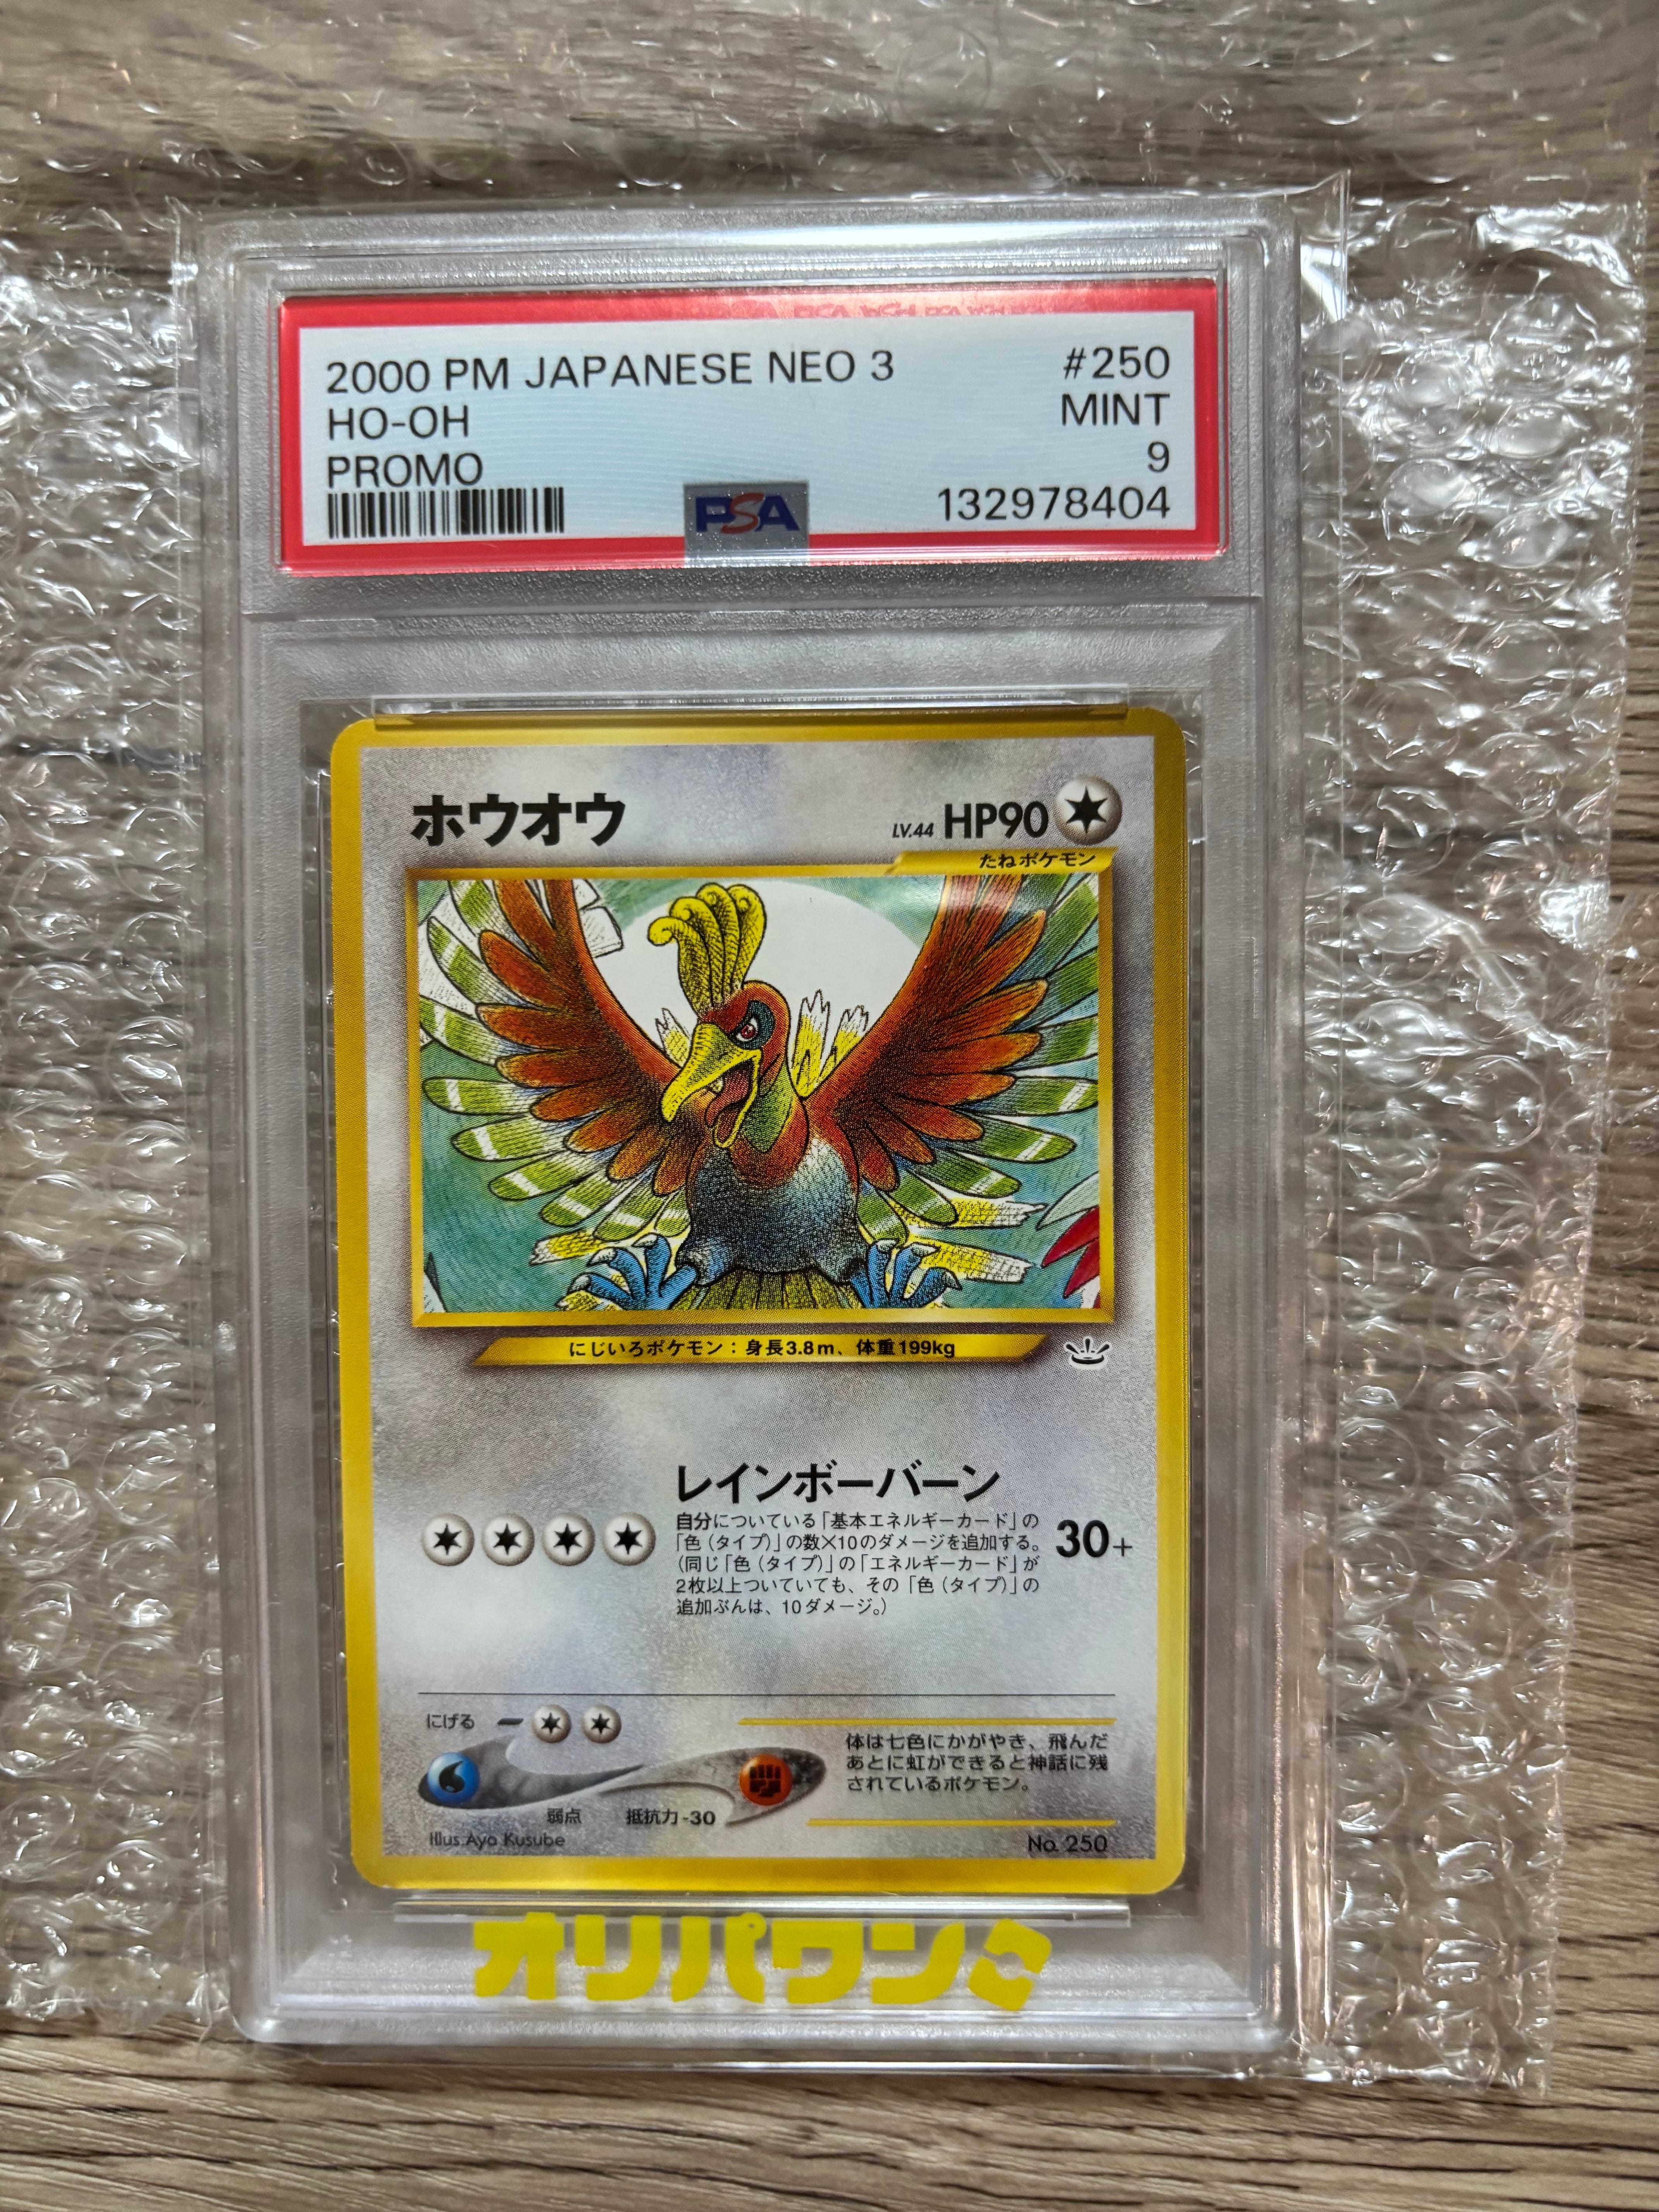 2000 PM JAPANESE NEO 3 #250
HO-OH MINT
PROMO 9
PSA 132978404
ホウオウ LV.44 HP90
たねポケモン
にじいろポケモン：身長3.8m、体重199kg
レインボーバーン
自分についている「基本エネルギーカード」の
「色（タイプ）」の数×10のダメージを追加する。
（同じ「色（タイプ）」の「エネルギーカード」が
2枚以上ついていても、その「色（タイプ）」の
追加ぶんは、10ダメージ。）
30+
にげる
弱点 抵抗力-30
体は七色にかがやき、飛んだ
あとに虹ができると神話に残
されているポケモン。
Illus.Aya Kusube No. 250
オリパワン